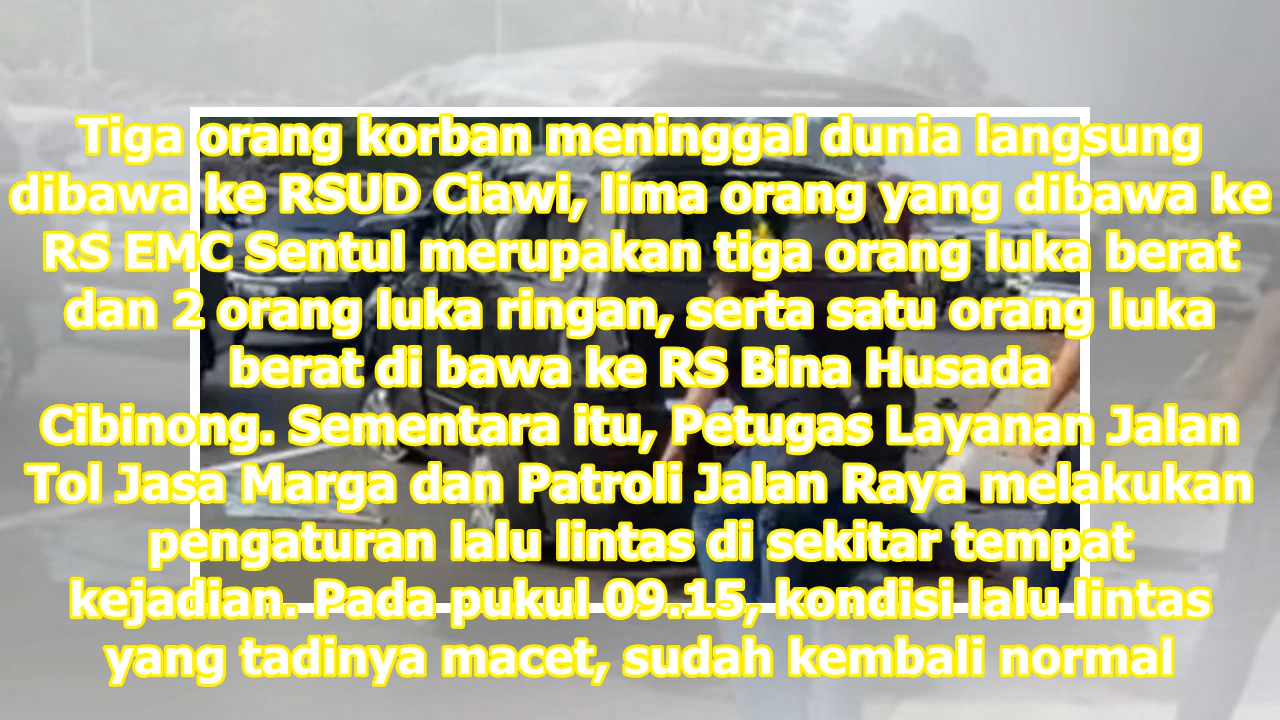 Tiga orang korban meninggal dunia langsung
dibawa ke RSUD Ciawi, lima orang yang dibawa ke
RS EMC Sentul merupakan tiga orang luka berat
dan 2 orang luka ringan, serta satu orang luka
berat di bawa ke RS Bina Husada
Cibinong. Sementara itu, Petugas Layanan Jalan
Tol Jasa Marga dan Patroli Jalan Raya melakukan
pengaturan lalu lintas di sekitar tempat
kejadian. Pada pukul 09.15, kondisi lalu lintas
yang tadinya macet, sudah kembali normal